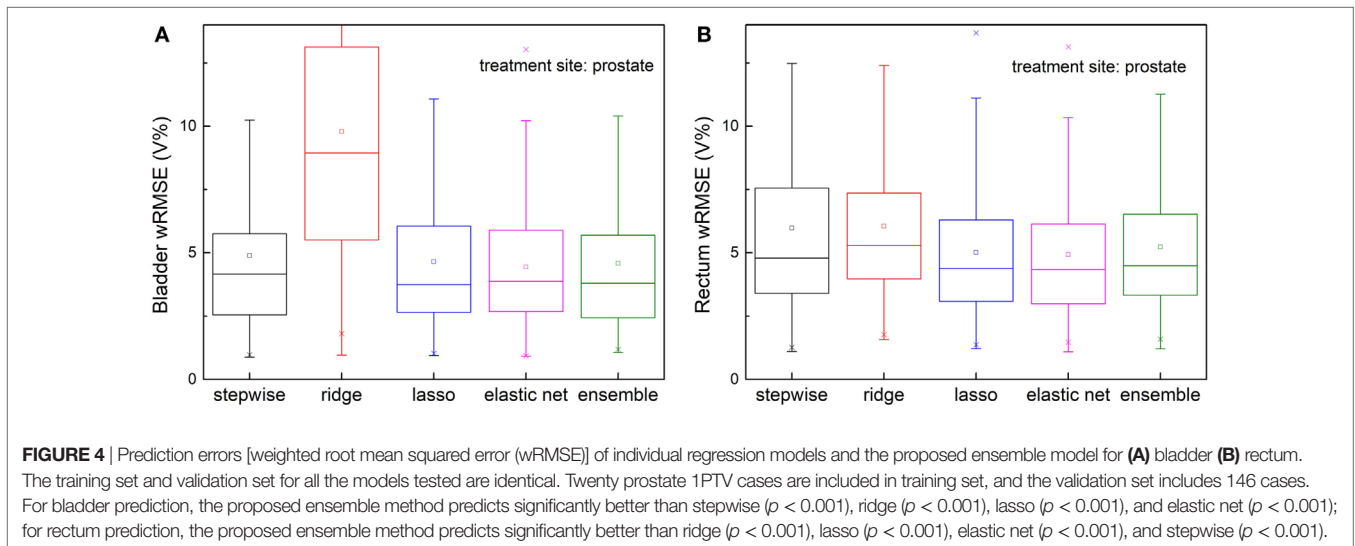 A
treatment site: prostate
Bladder wRMSE (V%)
10
5
0
stepwise ridge lasso elastic net ensemble
B
treatment site: prostate
Rectum wRMSE (V%)
10
5
0
stepwise ridge lasso elastic net ensemble
FIGURE 4 | Prediction errors [weighted root mean squared error (wRMSE)] of individual regression models and the proposed ensemble model for (A) bladder (B) rectum.
The training set and validation set for all the models tested are identical. Twenty prostate 1PTV cases are included in training set, and the validation set includes 146 cases.
For bladder prediction, the proposed ensemble method predicts significantly better than stepwise (p < 0.001), ridge (p < 0.001), lasso (p < 0.001), and elastic net (p < 0.001);
for rectum prediction, the proposed ensemble method predicts significantly better than ridge (p < 0.001), lasso (p < 0.001), elastic net (p < 0.001), and stepwise (p < 0.001).